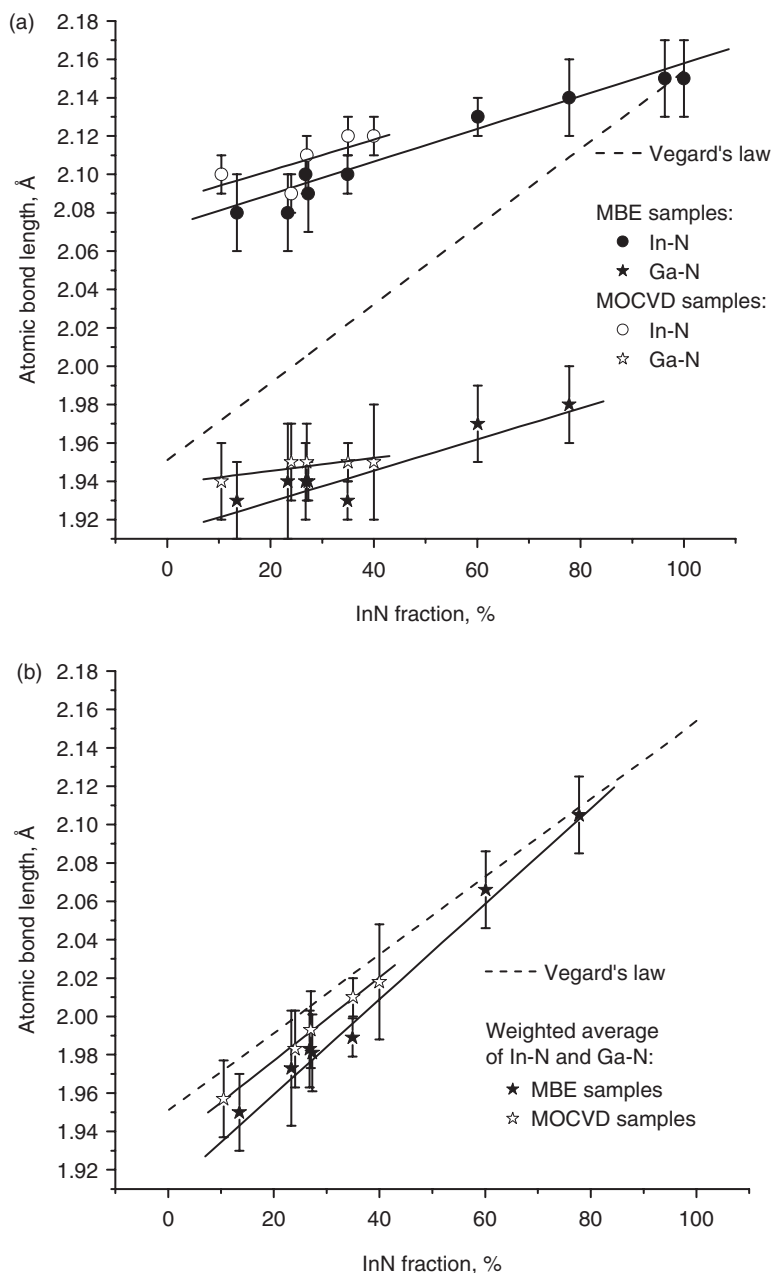 (a)
2.18
2.16
2.14
2.12
2.10
2.08
2.06
2.04
2.02
2.00
1.98
1.96
1.94
1.92
Atomic bond length, Å
Vegard's law
MBE samples:
In-N
Ga-N
MOCVD samples:
In-N
Ga-N
0 20 40 60 80 100
InN fraction, %
(b)
2.18
2.16
2.14
2.12
2.10
2.08
2.06
2.04
2.02
2.00
1.98
1.96
1.94
1.92
Atomic bond length, Å
Vegard's law
Weighted average
of In-N and Ga-N:
MBE samples
MOCVD samples
0 20 40 60 80 100
InN fraction, %